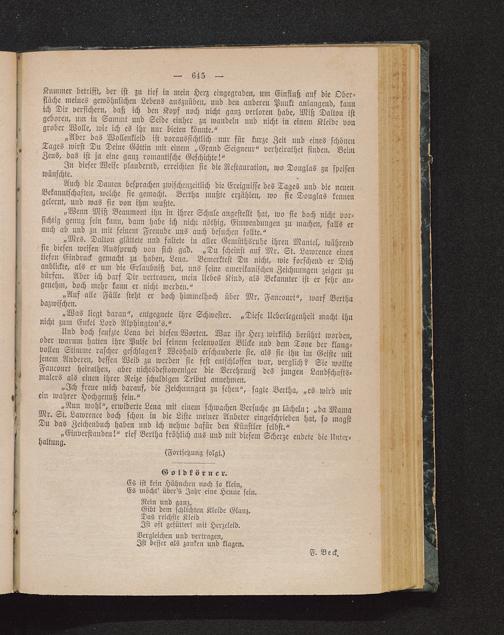 — 645 —
Kummer betrifft, der ist zu tief in mein Herz eingegraben, um Einfluß auf die Ober-
fläche meines gewöhnlichen Lebens auszuüben, und den anderen Punkt anlangend, kann
ich Dir versichern, daß ich den Kopf noch nicht ganz verloren habe, Miß Dalton ist
geboren, um in Sammt und Seide einher zu wandeln und nicht in einem Kleide von
grober Wolle, wie ich es ihr nur bieten könnte.“
„Aber das Wollenkleid ist voraussichtlich nur für kurze Zeit und eines schönen
Tages wirst Du Deine Göttin mit einem „Grand Seigneur“ verheirathet finden. Beim
Zeus, das ist ja eine ganz romantische Geschichte!“
In dieser Weise plaudernd, erreichten sie die Restauration, wo Douglas zu speisen
wünschte.
Auch die Damen besprachen zwischenzeitlich die Ereignisse des Tages und die neuen
Bekanntschaften, welche sie gemacht. Bertha mußte erzählen, wo sie Douglas kennen
gelernt, und was sie von ihm wußte.
„Wenn Miß Beaumont ihn in ihrer Schule angestellt hat, wo sie doch nicht vor-
sichtig genug sein kann, dann habe ich nicht nöthig, Einwendungen zu machen, falls er
auch ab und zu mit seinem Freunde uns auch besuchen sollte.“
Mrs. Dalton glättete und faltete in aller Gemüthsruhe ihren Mantel, während
sie diesen weisen Ausspruch von sich gab. „Du scheinst auf Mr. St. Lawrence einen
tiefen Eindruck gemacht zu haben, Lena. Bemerktest Du nicht, wie forschend er Dich
anblickte, als er um die Erlaubniß bat, uns seine amerikanischen Zeichnungen zeigen zu
dürfen. Aber ich darf Dir vertrauen, mein liebes Kind, als Bekannter ist er sehr an-
genehm, doch mehr kann er nicht werden.“
„Auf alle Fälle steht er doch himmelhoch über Mr. Fancourt“, warf Bertha
dazwischen.
„Was liegt daran“, entgegnete ihre Schwester. „Diese Ueberlegenheit macht ihn
nicht zum Enkel Lord Alphington's.“
Und doch seufzte Lena bei diesen Worten. War ihr Herz wirklich berührt worden,
oder warum hatten ihre Pulse bei seinem seelenvollen Blick und dem Tone der klang-
vollen Stimme rascher geschlagen? Weshalb erschauderte sie, als sie ihn im Geiste mit
jenem Anderen, dessen Weib zu werden sie fest entschlossen war, verglich? Sie wollte
Fancourt heirathen, aber nichtsdestoweniger die Verehrung des jungen Landschafts-
malers als einen ihrer Reize schuldigen Tribut annehmen.
„Ich freue mich darauf, die Zeichnungen zu sehen“, sagte Bertha, „es wird mir
ein wahrer Hochgenuß sein.“
„Nun wohl“, erwiderte Lena mit einem schwachen Versuche zu lächeln; „da Mama
Mr. St. Lawrence doch schon in die Liste meiner Anbeter eingeschrieben hat, so magst
Du das Zeichenbuch haben und ich nehme dafür den Künstler selbst.“
„Einverstanden!“ rief Bertha fröhlich aus und mit diesem Scherze endete die Unter-
haltung.
(Fortsetzung folgt.)
Goldkörner.
Es ist kein Hühnchen noch so klein,
Es möcht' über's Jahr eine Henne sein.
Rein und ganz,
Gibt dem schlichten Kleide Glanz.
Das reichste Kleid
Ist oft gefüttert mit Herzeleid.
Vergleichen und vertragen,
Ist besser als zanken und klagen.
F. Beck.